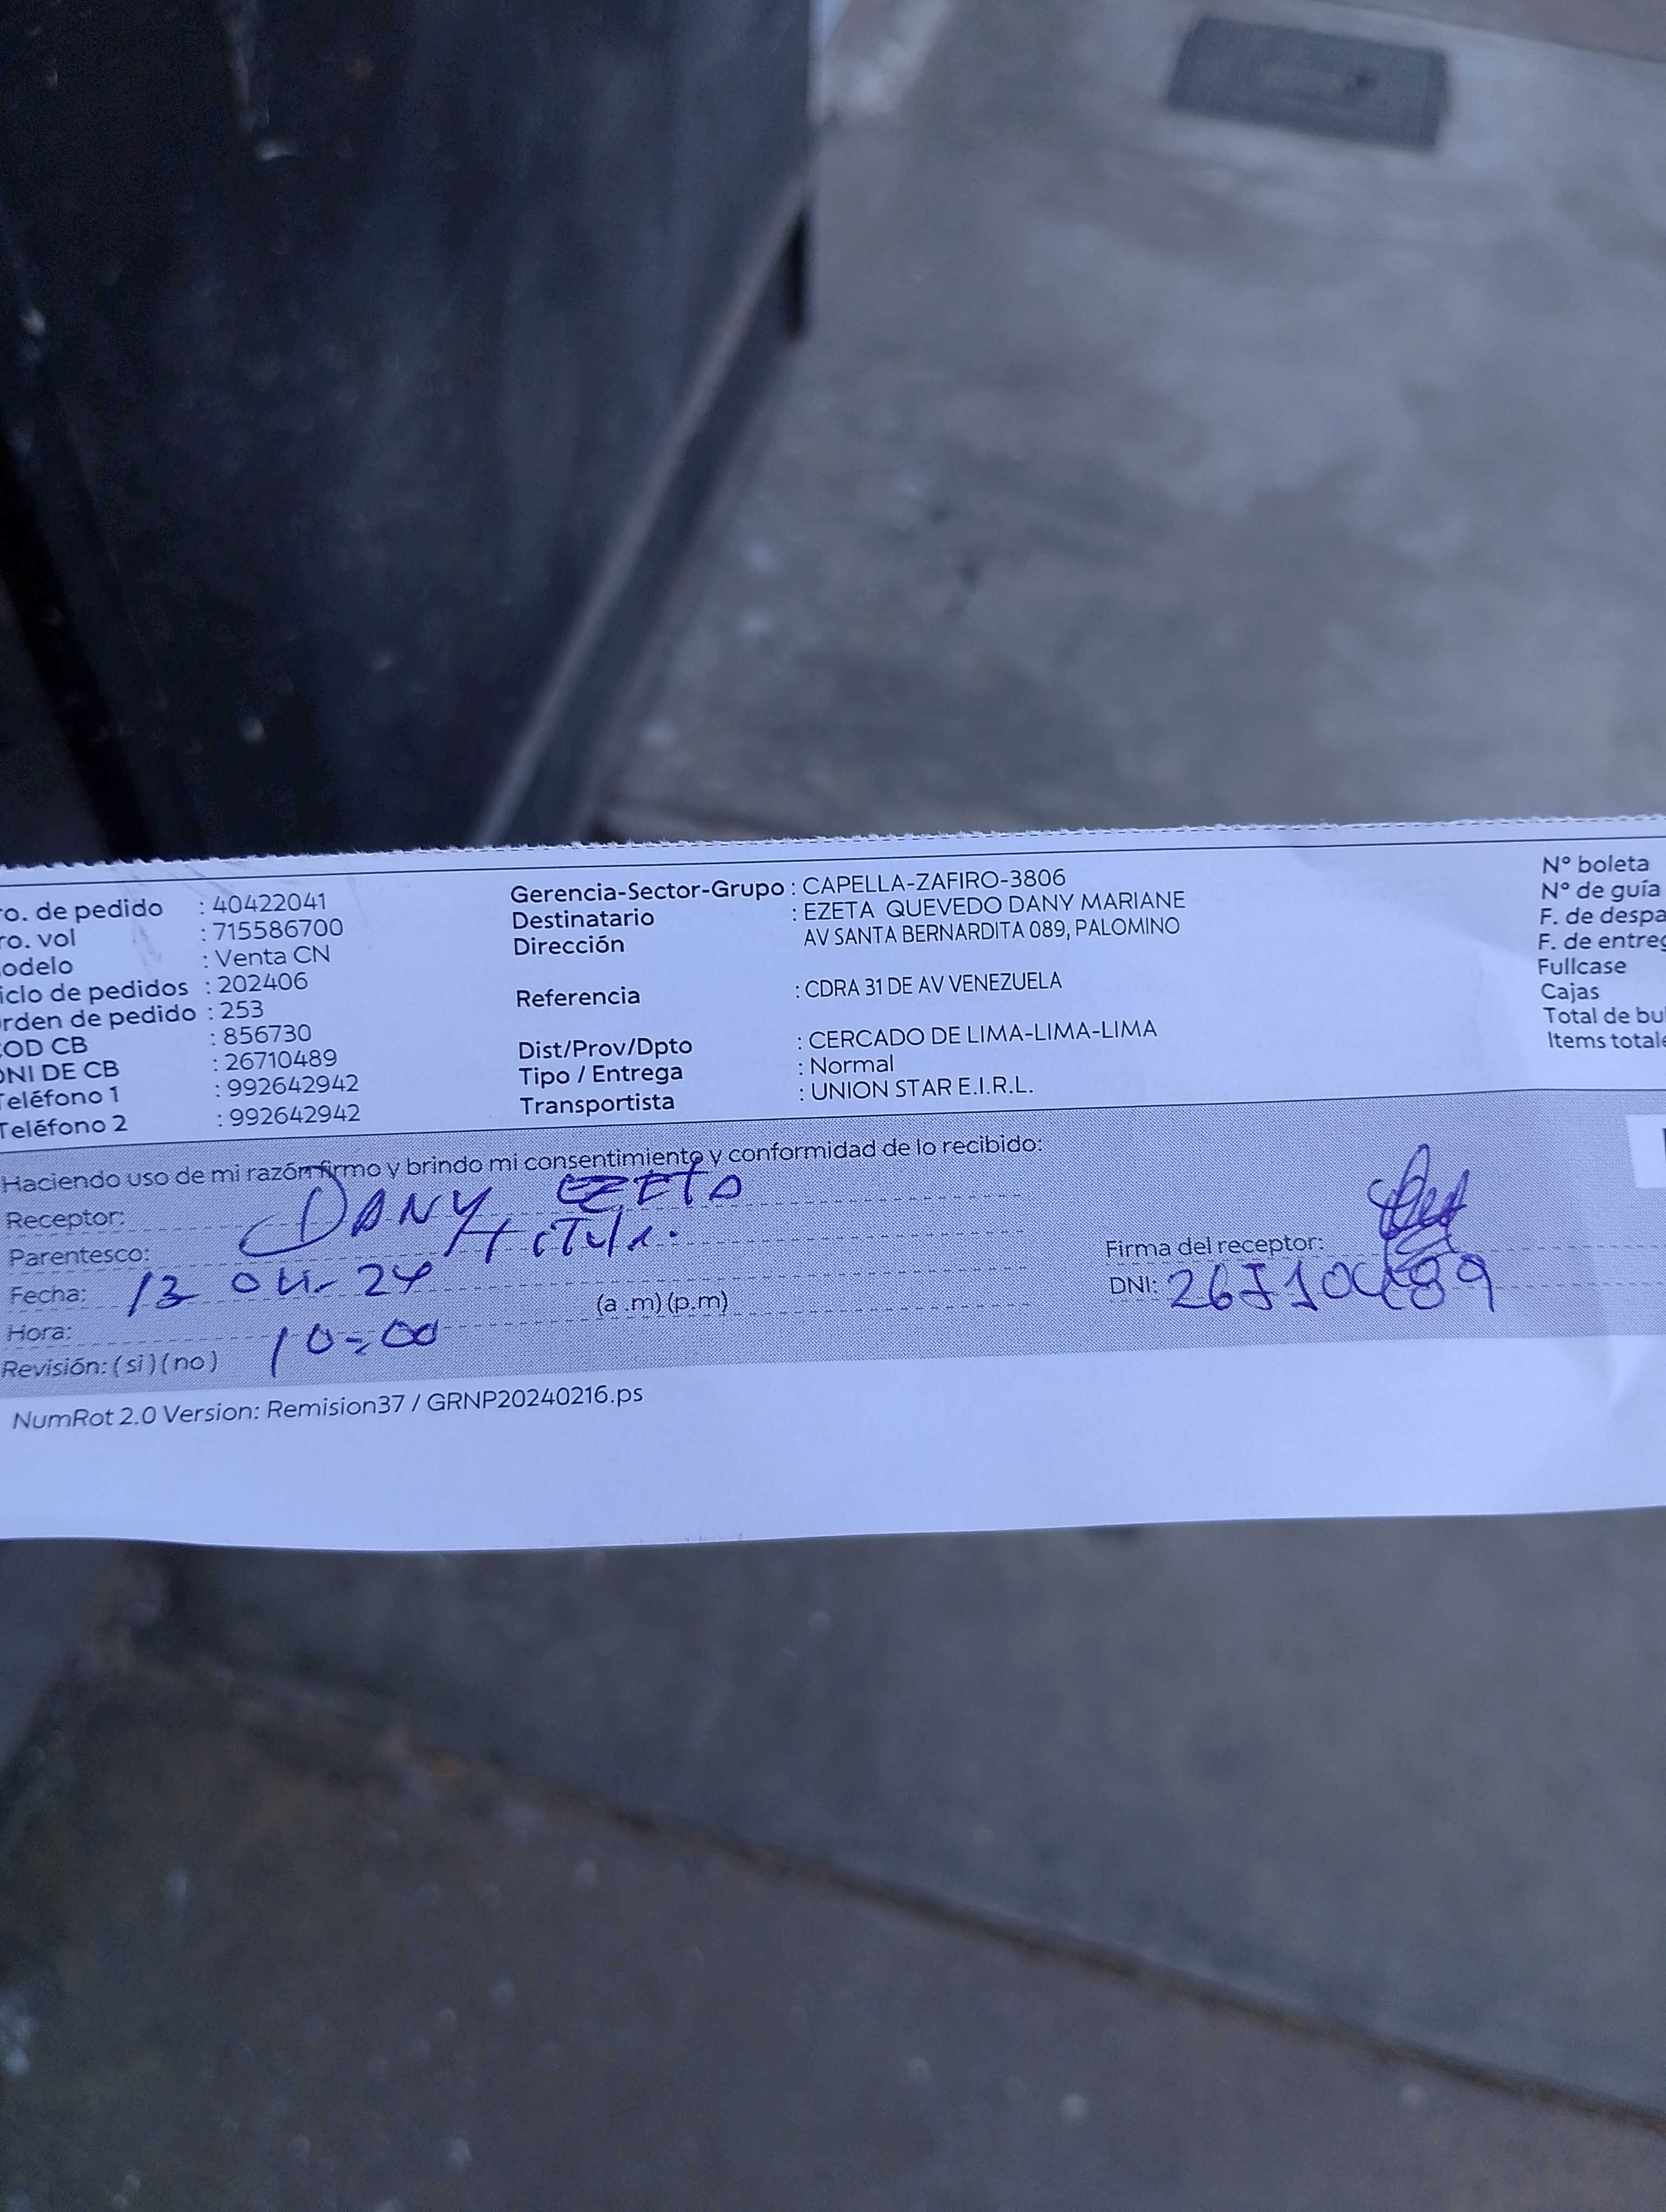 ro. de pedido : 40422041
ro. vol : 715586700
odelo : Venta CN
iclo de pedidos : 202406
rden de pedido : 253
OD CB : 856730
DNI DE CB : 26710489
Teléfono 1 : 992642942
Teléfono 2 : 992642942
Gerencia-Sector-Grupo : CAPELLA-ZAFIRO-3806
Destinatario : EZETA QUEVEDO DANY MARIANE
Dirección AV SANTA BERNARDITA 089, PALOMINO
Referencia : CDRA 31 DE AV VENEZUELA
Dist/Prov/Dpto : CERCADO DE LIMA-LIMA-LIMA
Tipo / Entrega : Normal
Transportista : UNION STAR E.I.R.L.
N° boleta
N° de guía
F. de despa
F. de entreg
Fullcase
Cajas
Total de bu
Items totale
Haciendo uso de mi razón firmo y brindo mi consentimiento y conformidad de lo recibido:
Receptor: DANY EZETA
Parentesco:
Fecha: 13 04-24
Hora: 10:00 (a .m) (p.m)
Revisión: (si) (no)
Firma del receptor:
DNI: 26710489
NumRot 2.0 Version: Remision37 / GRNP20240216.ps